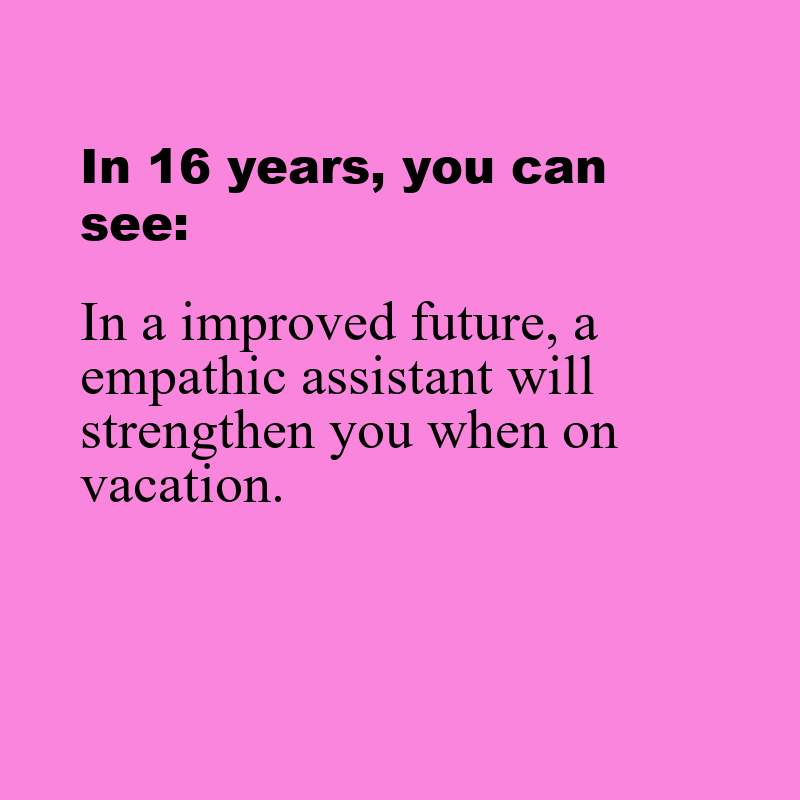 In 16 years, you can
see:
In a improved future, a
empathic assistant will
strengthen you when on
vacation.